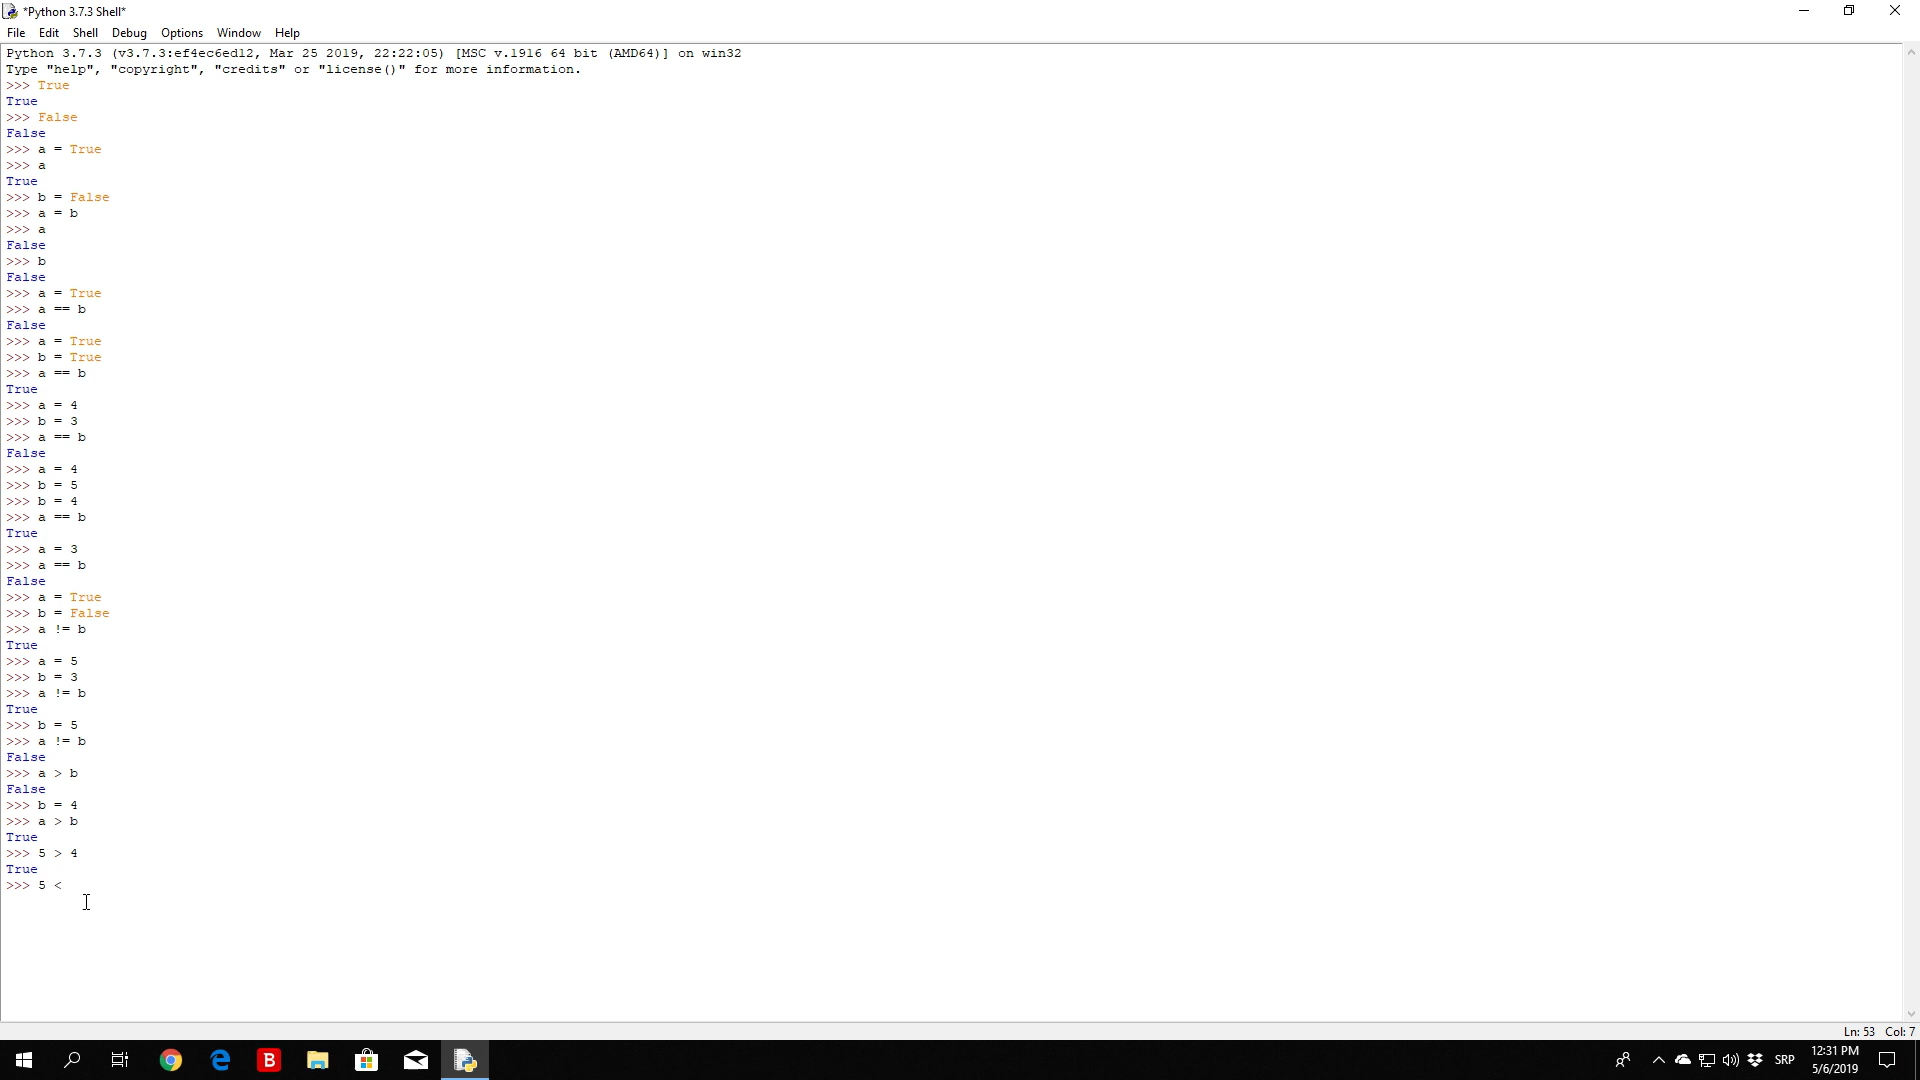 *Python 3.7.3 Shell*
File Edit Shell Debug Options Window Help
Python 3.7.3 (v3.7.3:ef4ec6ed12, Mar 25 2019, 22:22:05) [MSC v.1916 64 bit (AMD64)] on win32
Type "help", "copyright", "credits" or "license()" for more information.
>>> True
True
>>> False
False
>>> a = True
>>> a
True
>>> b = False
>>> a = b
>>> a
False
>>> b
False
>>> a = True
>>> a == b
False
>>> a = True
>>> b = True
>>> a == b
True
>>> a = 4
>>> b = 3
>>> a == b
False
>>> a = 4
>>> b = 5
>>> b = 4
>>> a == b
True
>>> a = 3
>>> a == b
False
>>> a = True
>>> b = False
>>> a != b
True
>>> a = 5
>>> b = 3
>>> a != b
True
>>> b = 5
>>> a != b
False
>>> a > b
False
>>> b = 4
>>> a > b
True
>>> 5 > 4
True
>>> 5 <
Ln: 53 Col: 7
B
SRP
12:31 PM
5/6/2019